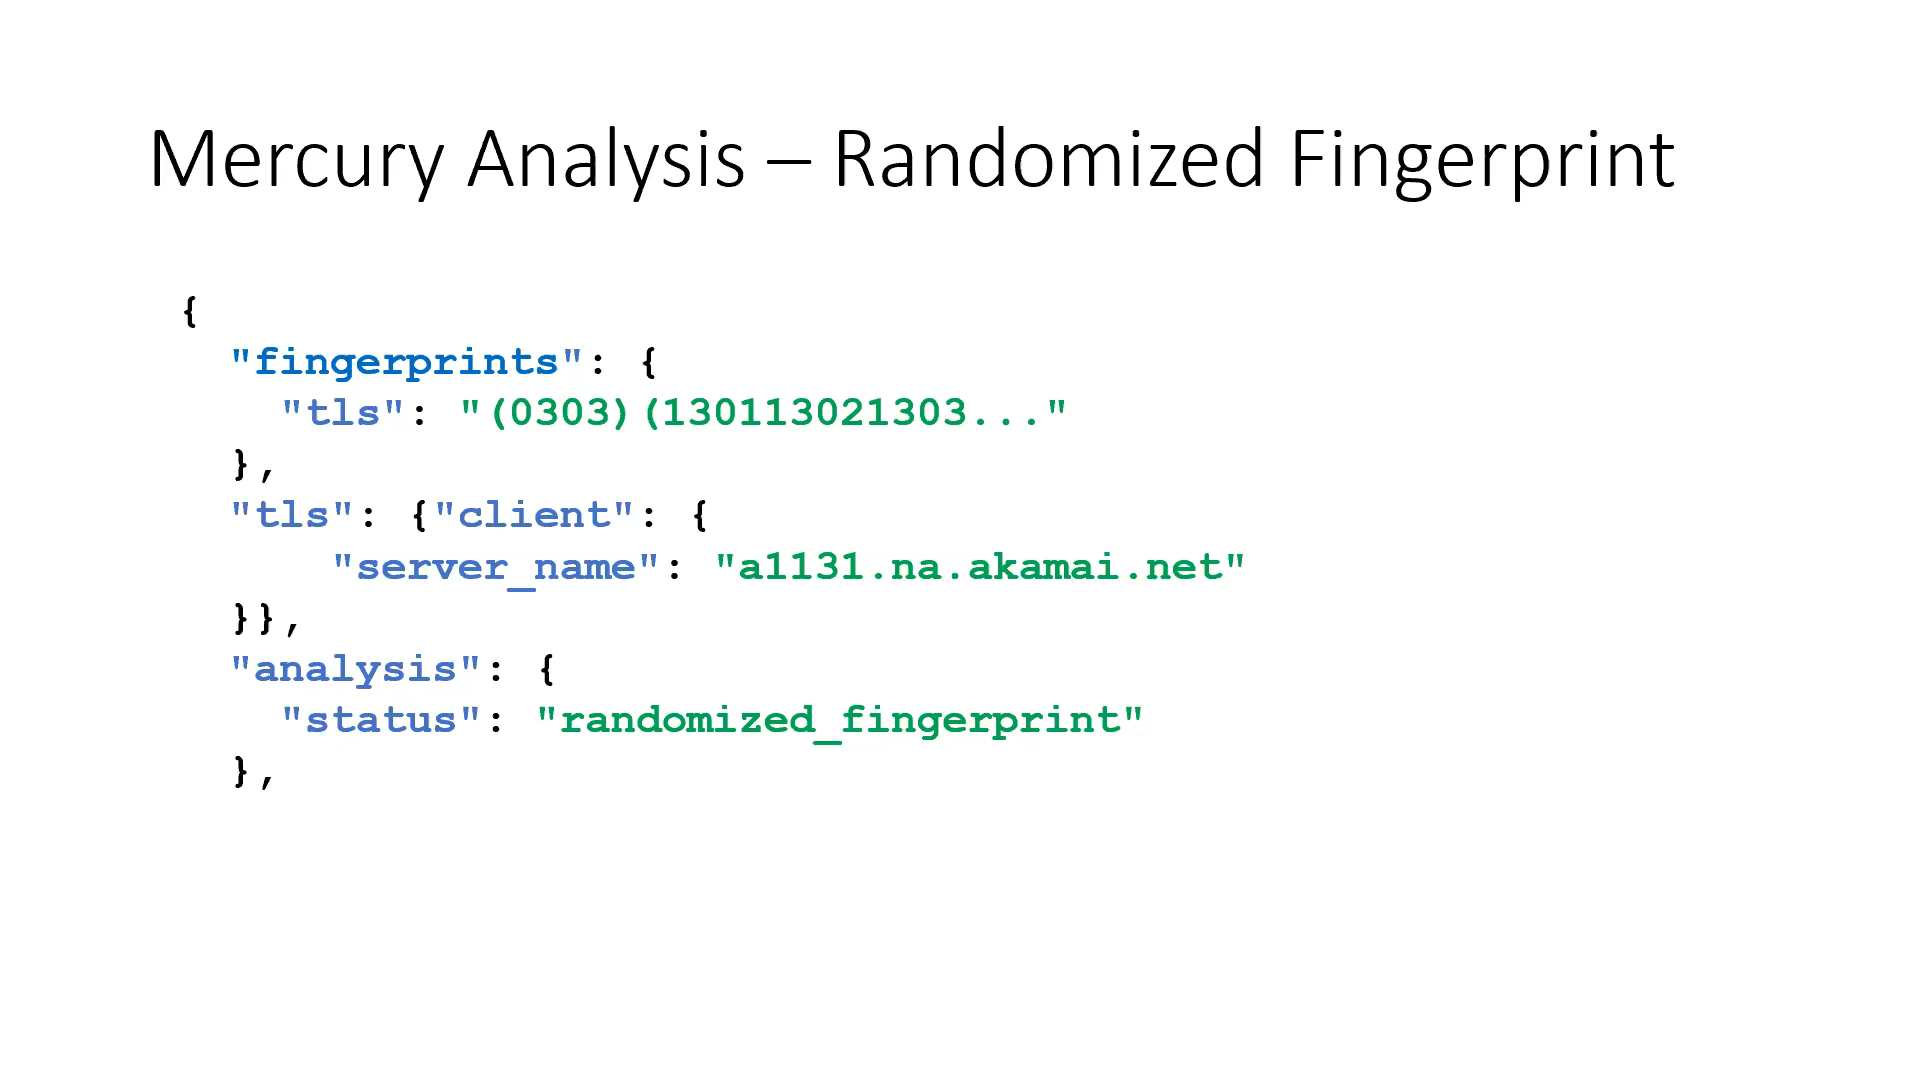 Mercury Analysis – Randomized Fingerprint
{
"fingerprints": {
"tls": "(0303)(130113021303..."
},
"tls": {"client": {
"server_name": "a1131.na.akamai.net"
}},
"analysis": {
"status": "randomized_fingerprint"
},